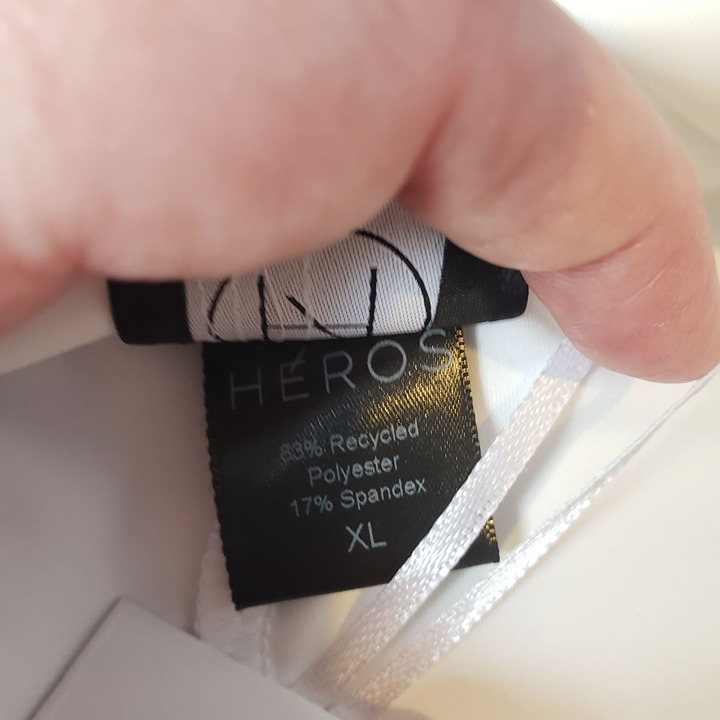 HÉROS
83% Recycled
Polyester
17% Spandex
XL